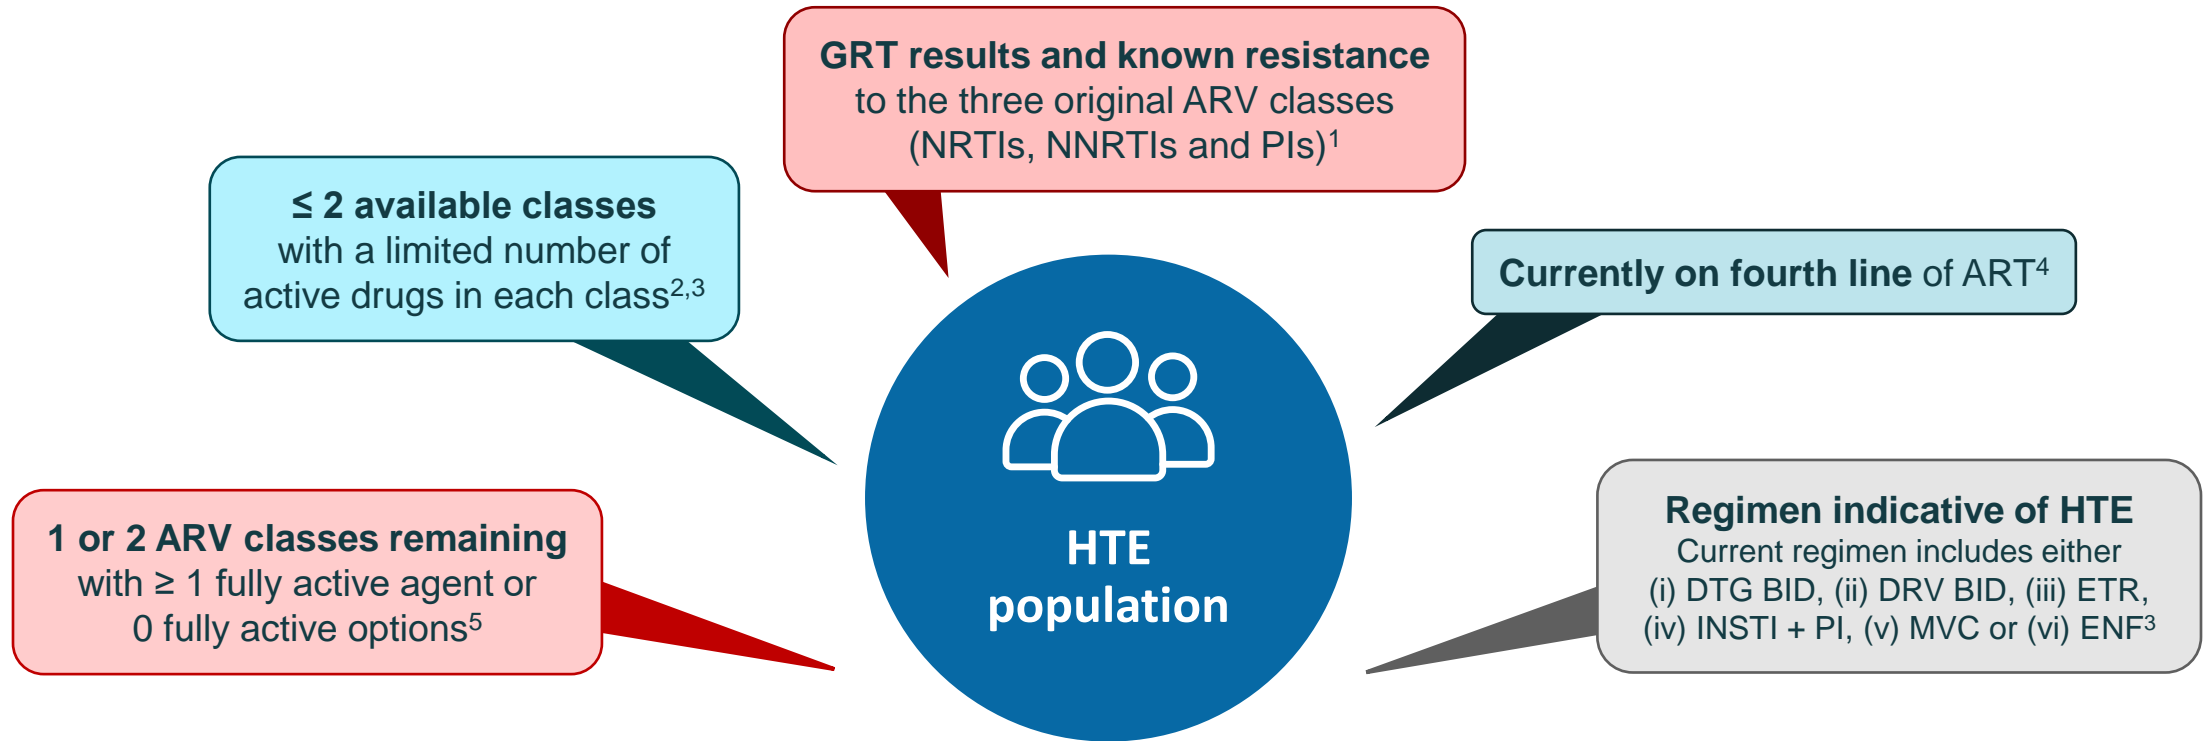 GRT results and known resistance
to the three original ARV classes
(NRTIs, NNRTIs and PIs)1
≤ 2 available classes
with a limited number of
active drugs in each class2,3
Currently on fourth line of ART4
1 or 2 ARV classes remaining
with ≥ 1 fully active agent or
0 fully active options5
Regimen indicative of HTE
Current regimen includes either
(i) DTG BID, (ii) DRV BID, (iii) ETR,
(iv) INSTI + PI, (v) MVC or (vi) ENF3
HTE
population